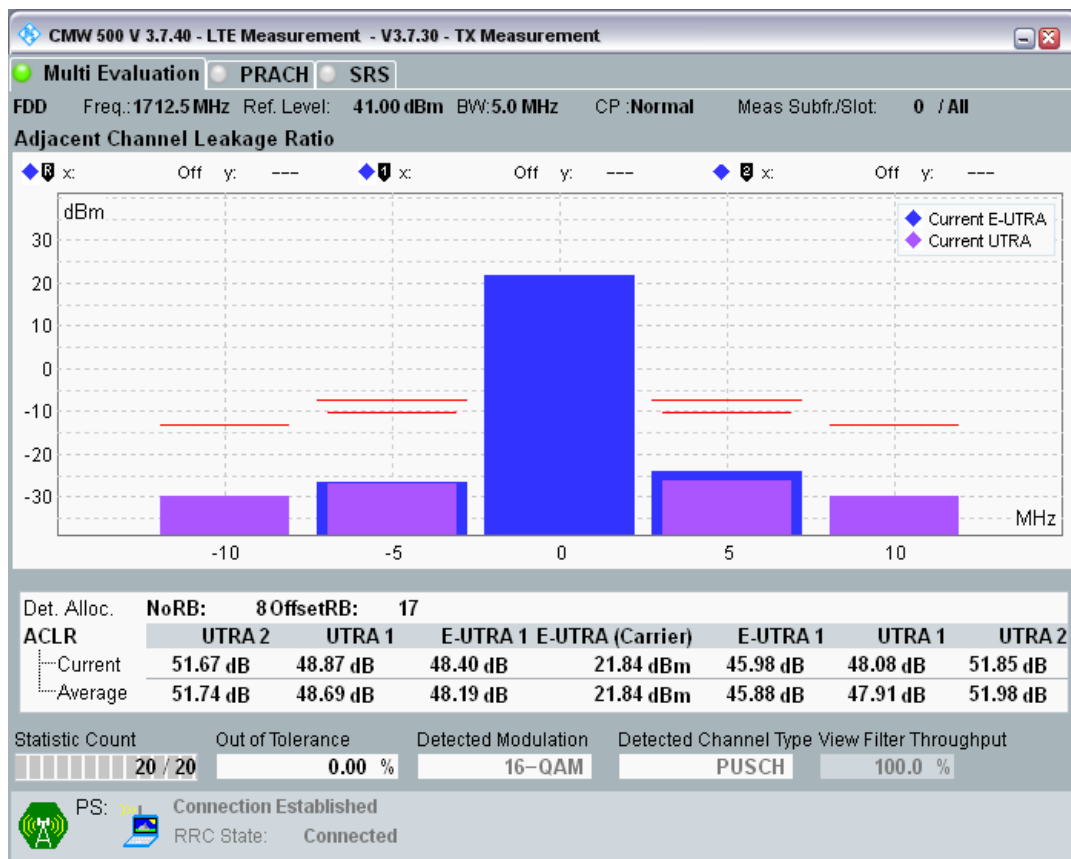 CMW 500 V 3.7.40 - LTE Measurement - V3.7.30 - TX Measurement
Multi Evaluation PRACH SRS
FDD Freq.:1712.5 MHz Ref. Level: 41.00 dBm BW:5.0 MHz CP :Normal Meas Subfr./Slot: 0 / All
Adjacent Channel Leakage Ratio
R x: Off y: --- 1 x: Off y: --- 2 x: Off y: ---
dBm
Current E-UTRA
Current UTRA
30
20
10
0
-10
-20
-30
MHz
-10 -5 0 5 10
Det. Alloc. NoRB: 8 OffsetRB: 17
ACLR UTRA 2 UTRA 1 E-UTRA 1 E-UTRA (Carrier) E-UTRA 1 UTRA 1 UTRA 2
Current 51.67 dB 48.87 dB 48.40 dB 21.84 dBm 45.98 dB 48.08 dB 51.85 dB
Average 51.74 dB 48.69 dB 48.19 dB 21.84 dBm 45.88 dB 47.91 dB 51.98 dB
Statistic Count Out of Tolerance Detected Modulation Detected Channel Type View Filter Throughput
20 / 20 0.00 % 16-QAM PUSCH 100.0 %
PS: Connection Established
RRC State: Connected